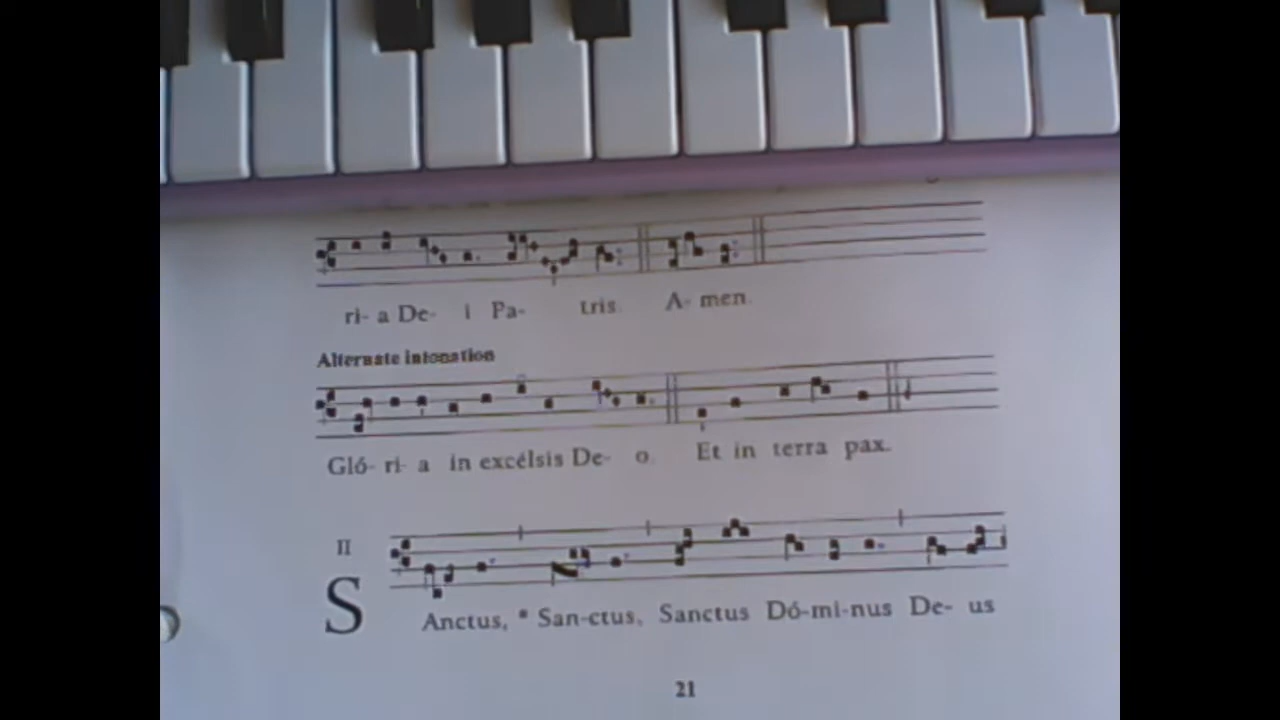 ri- a De- i Pa- tris. A- men.
Alternate intonation
Gló- ri- a in excélsis De- o. Et in terra pax.
II
SAnctus, * San-ctus, Sanctus Dó-mi-nus De- us
21